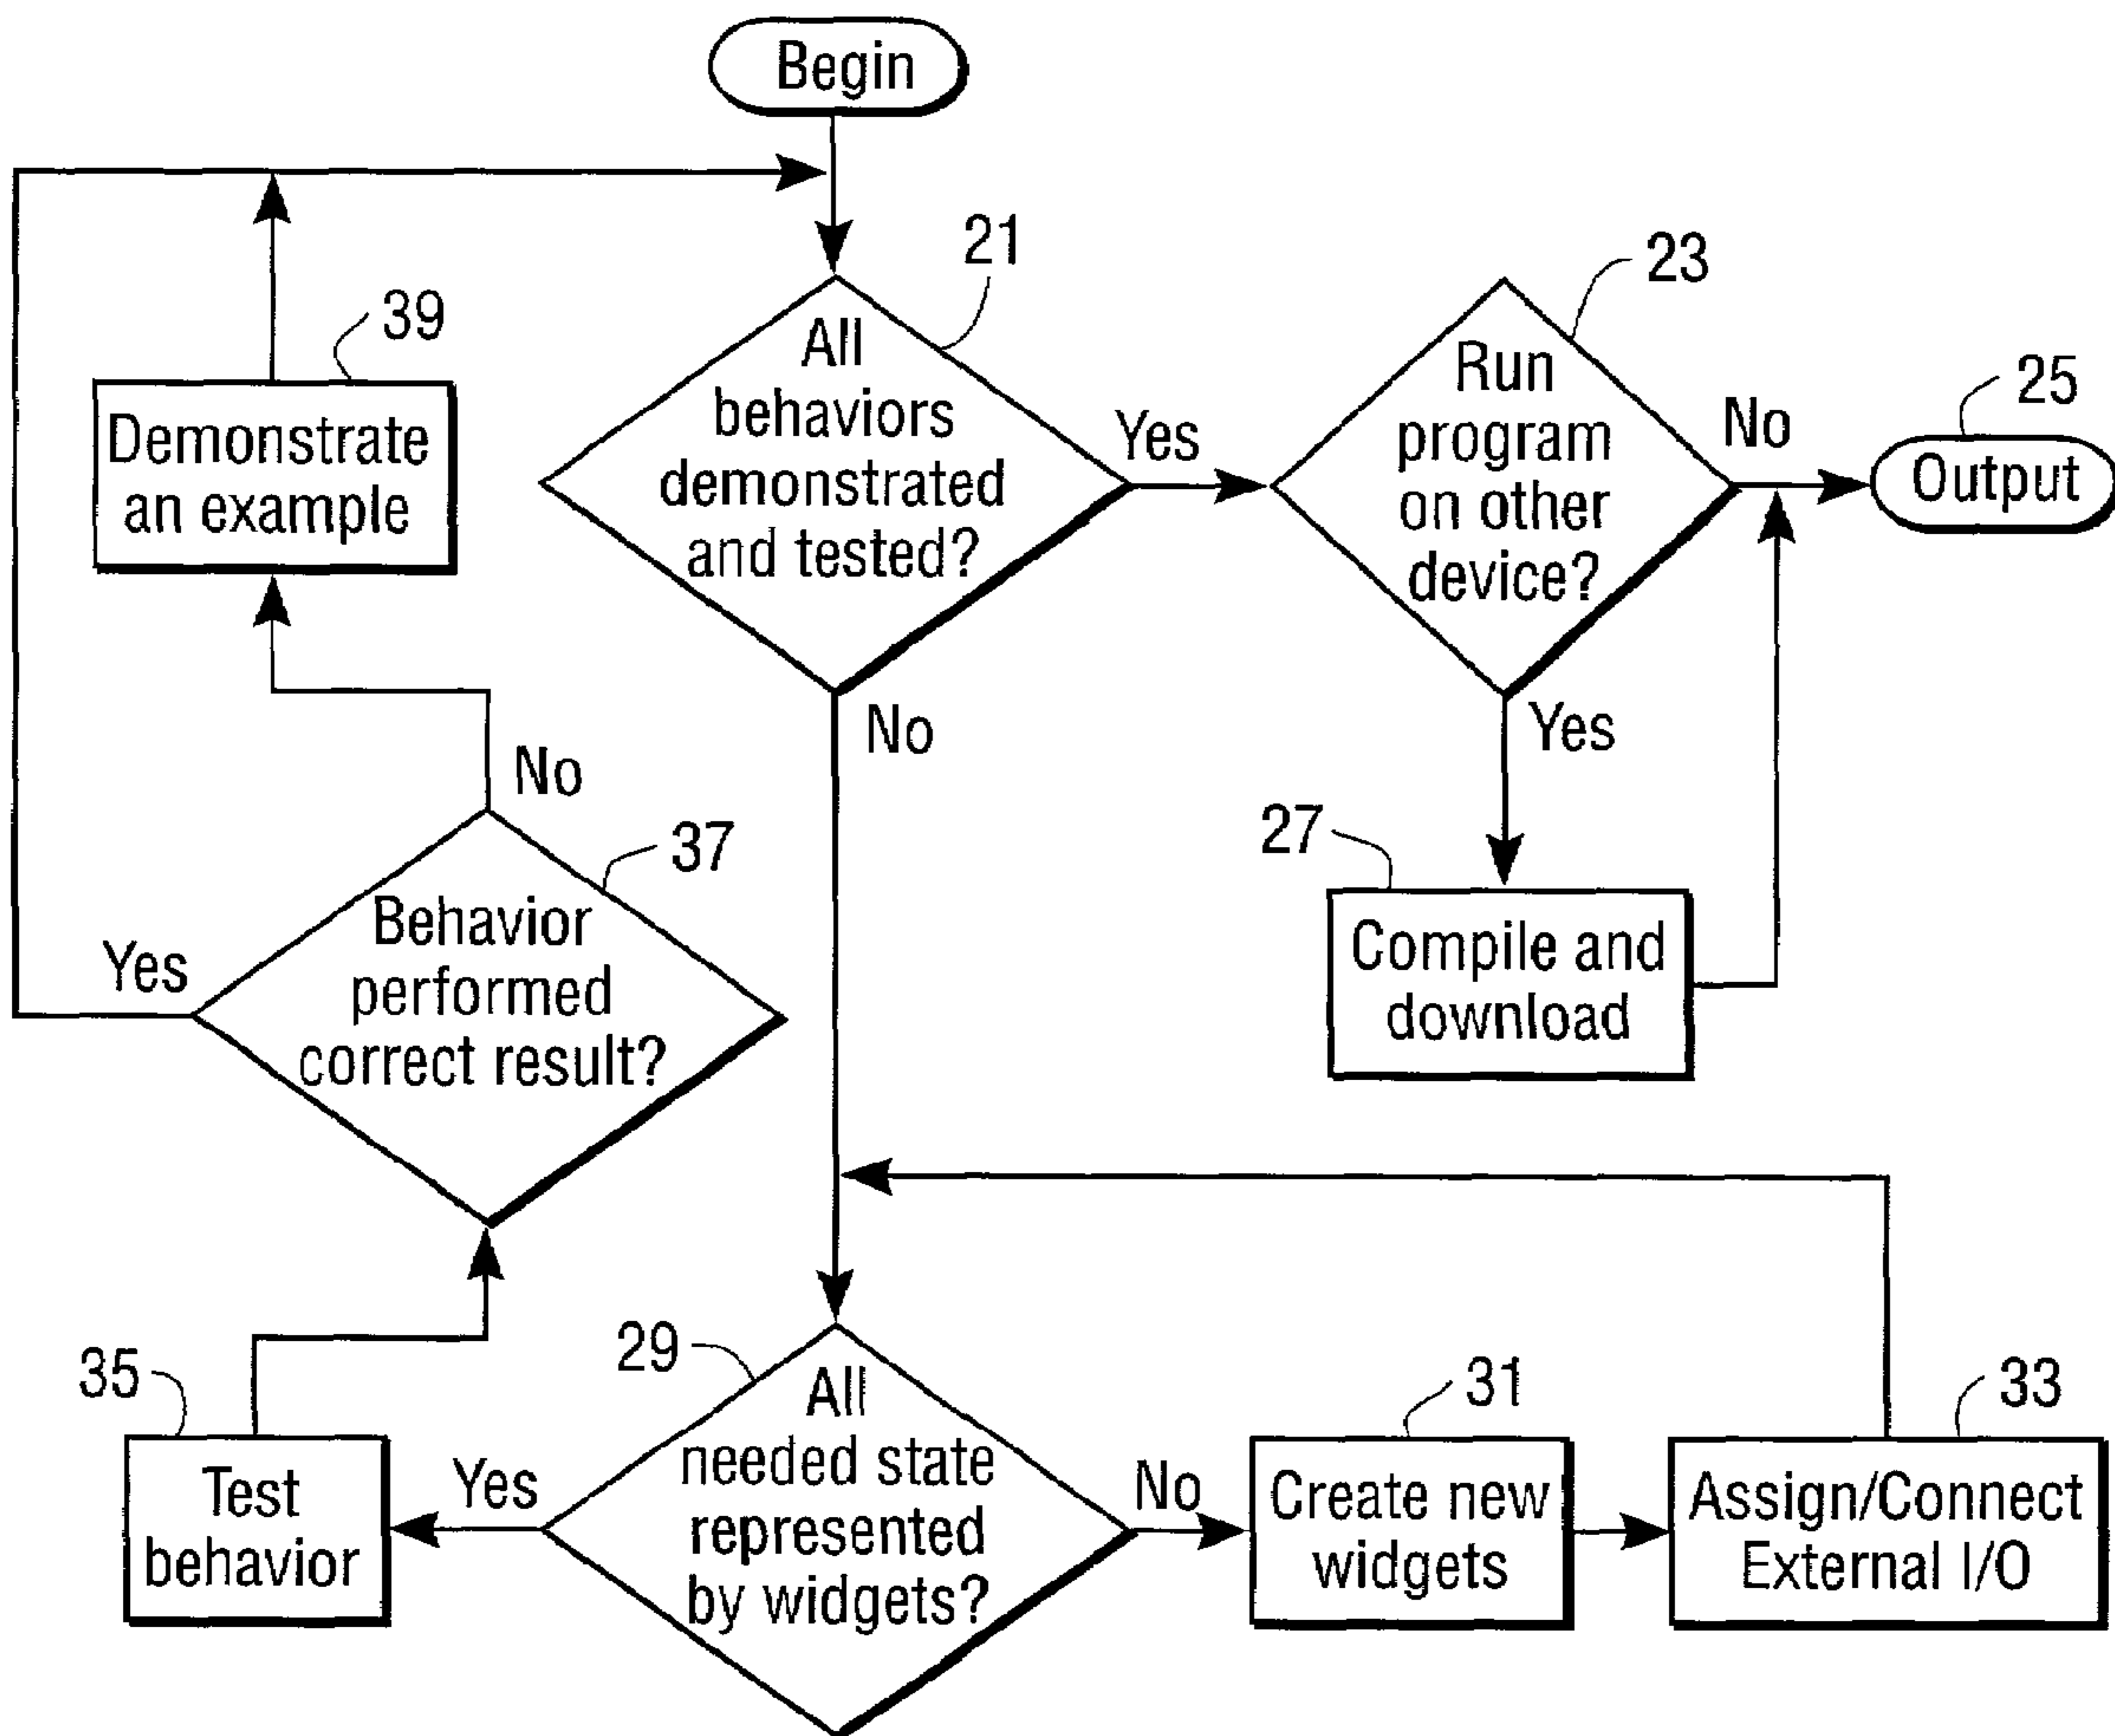 Begin
21
All
behaviors
demonstrated
and tested?
Yes
No
23
Run
program
on other
device?
No
Yes
25
Output
27
Compile and
download
39
Demonstrate
an example
No
37
Behavior
performed
correct result?
Yes
29
All
needed state
represented
by widgets?
Yes
No
35
Test
behavior
31
Create new
widgets
33
Assign/Connect
External I/O